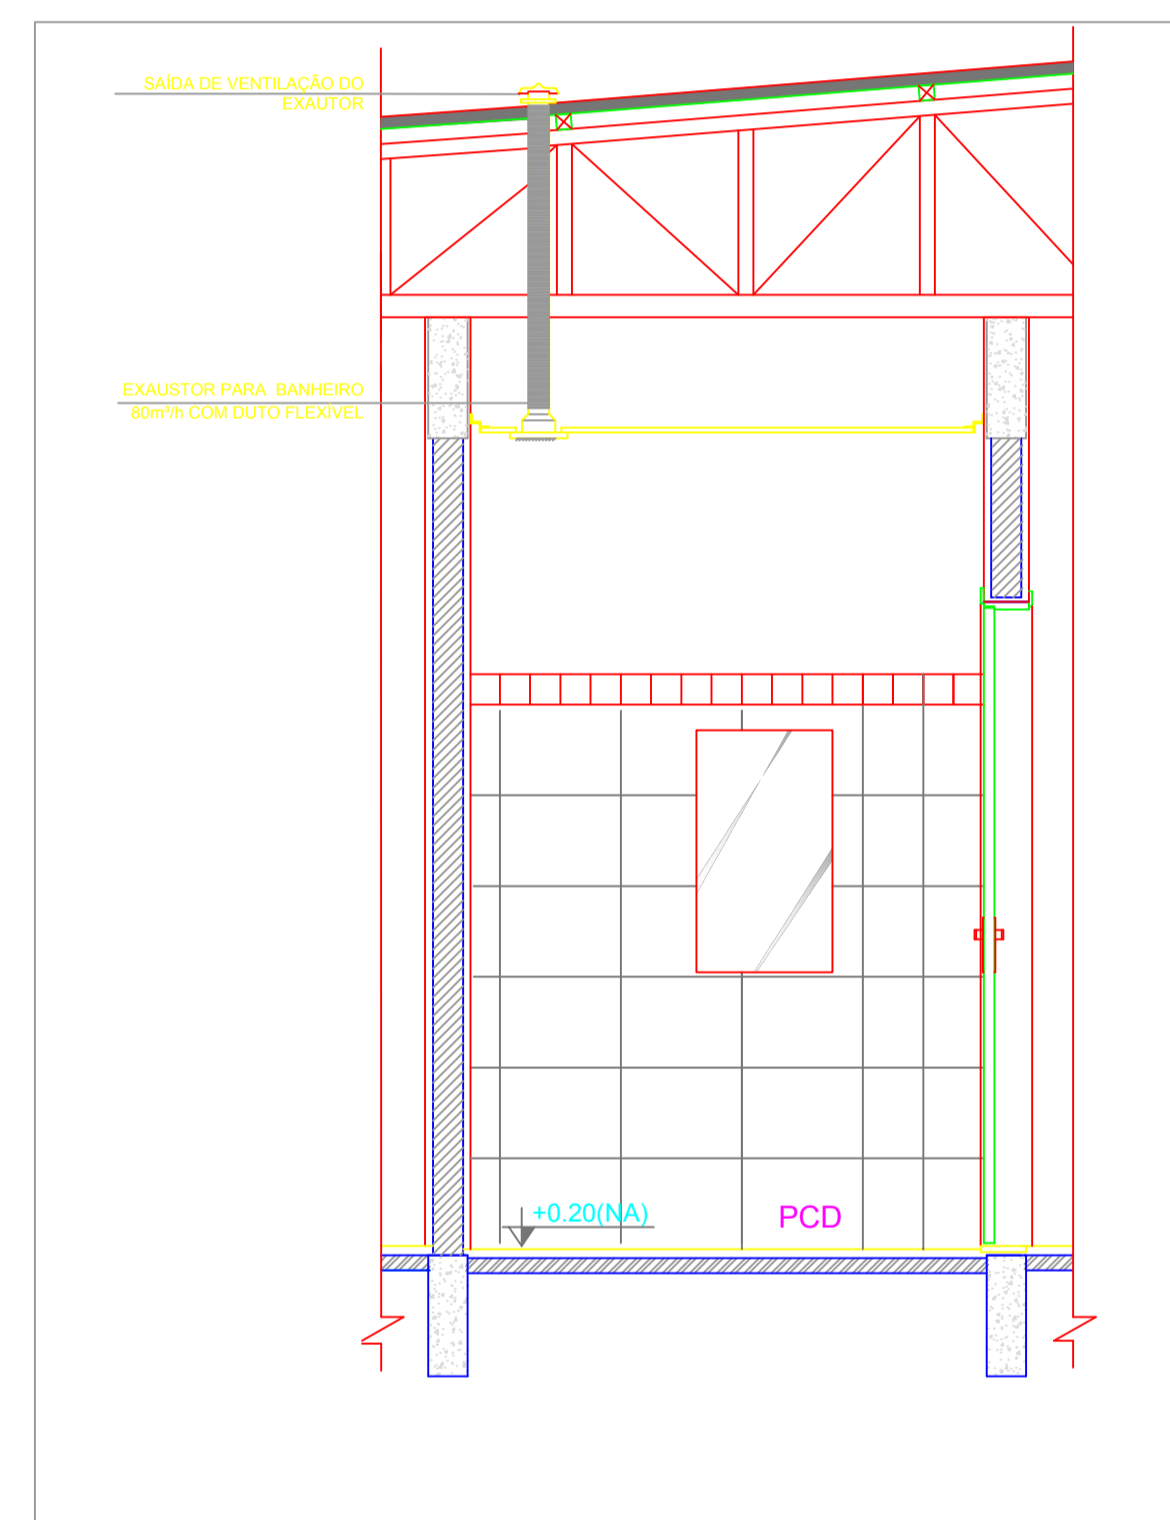 SAÍDA DE VENTILAÇÃO DO
EXAUTOR
EXAUSTOR PARA BANHEIRO
80m³/h COM DUTO FLEXÍVEL
+0.20(NA)
PCD